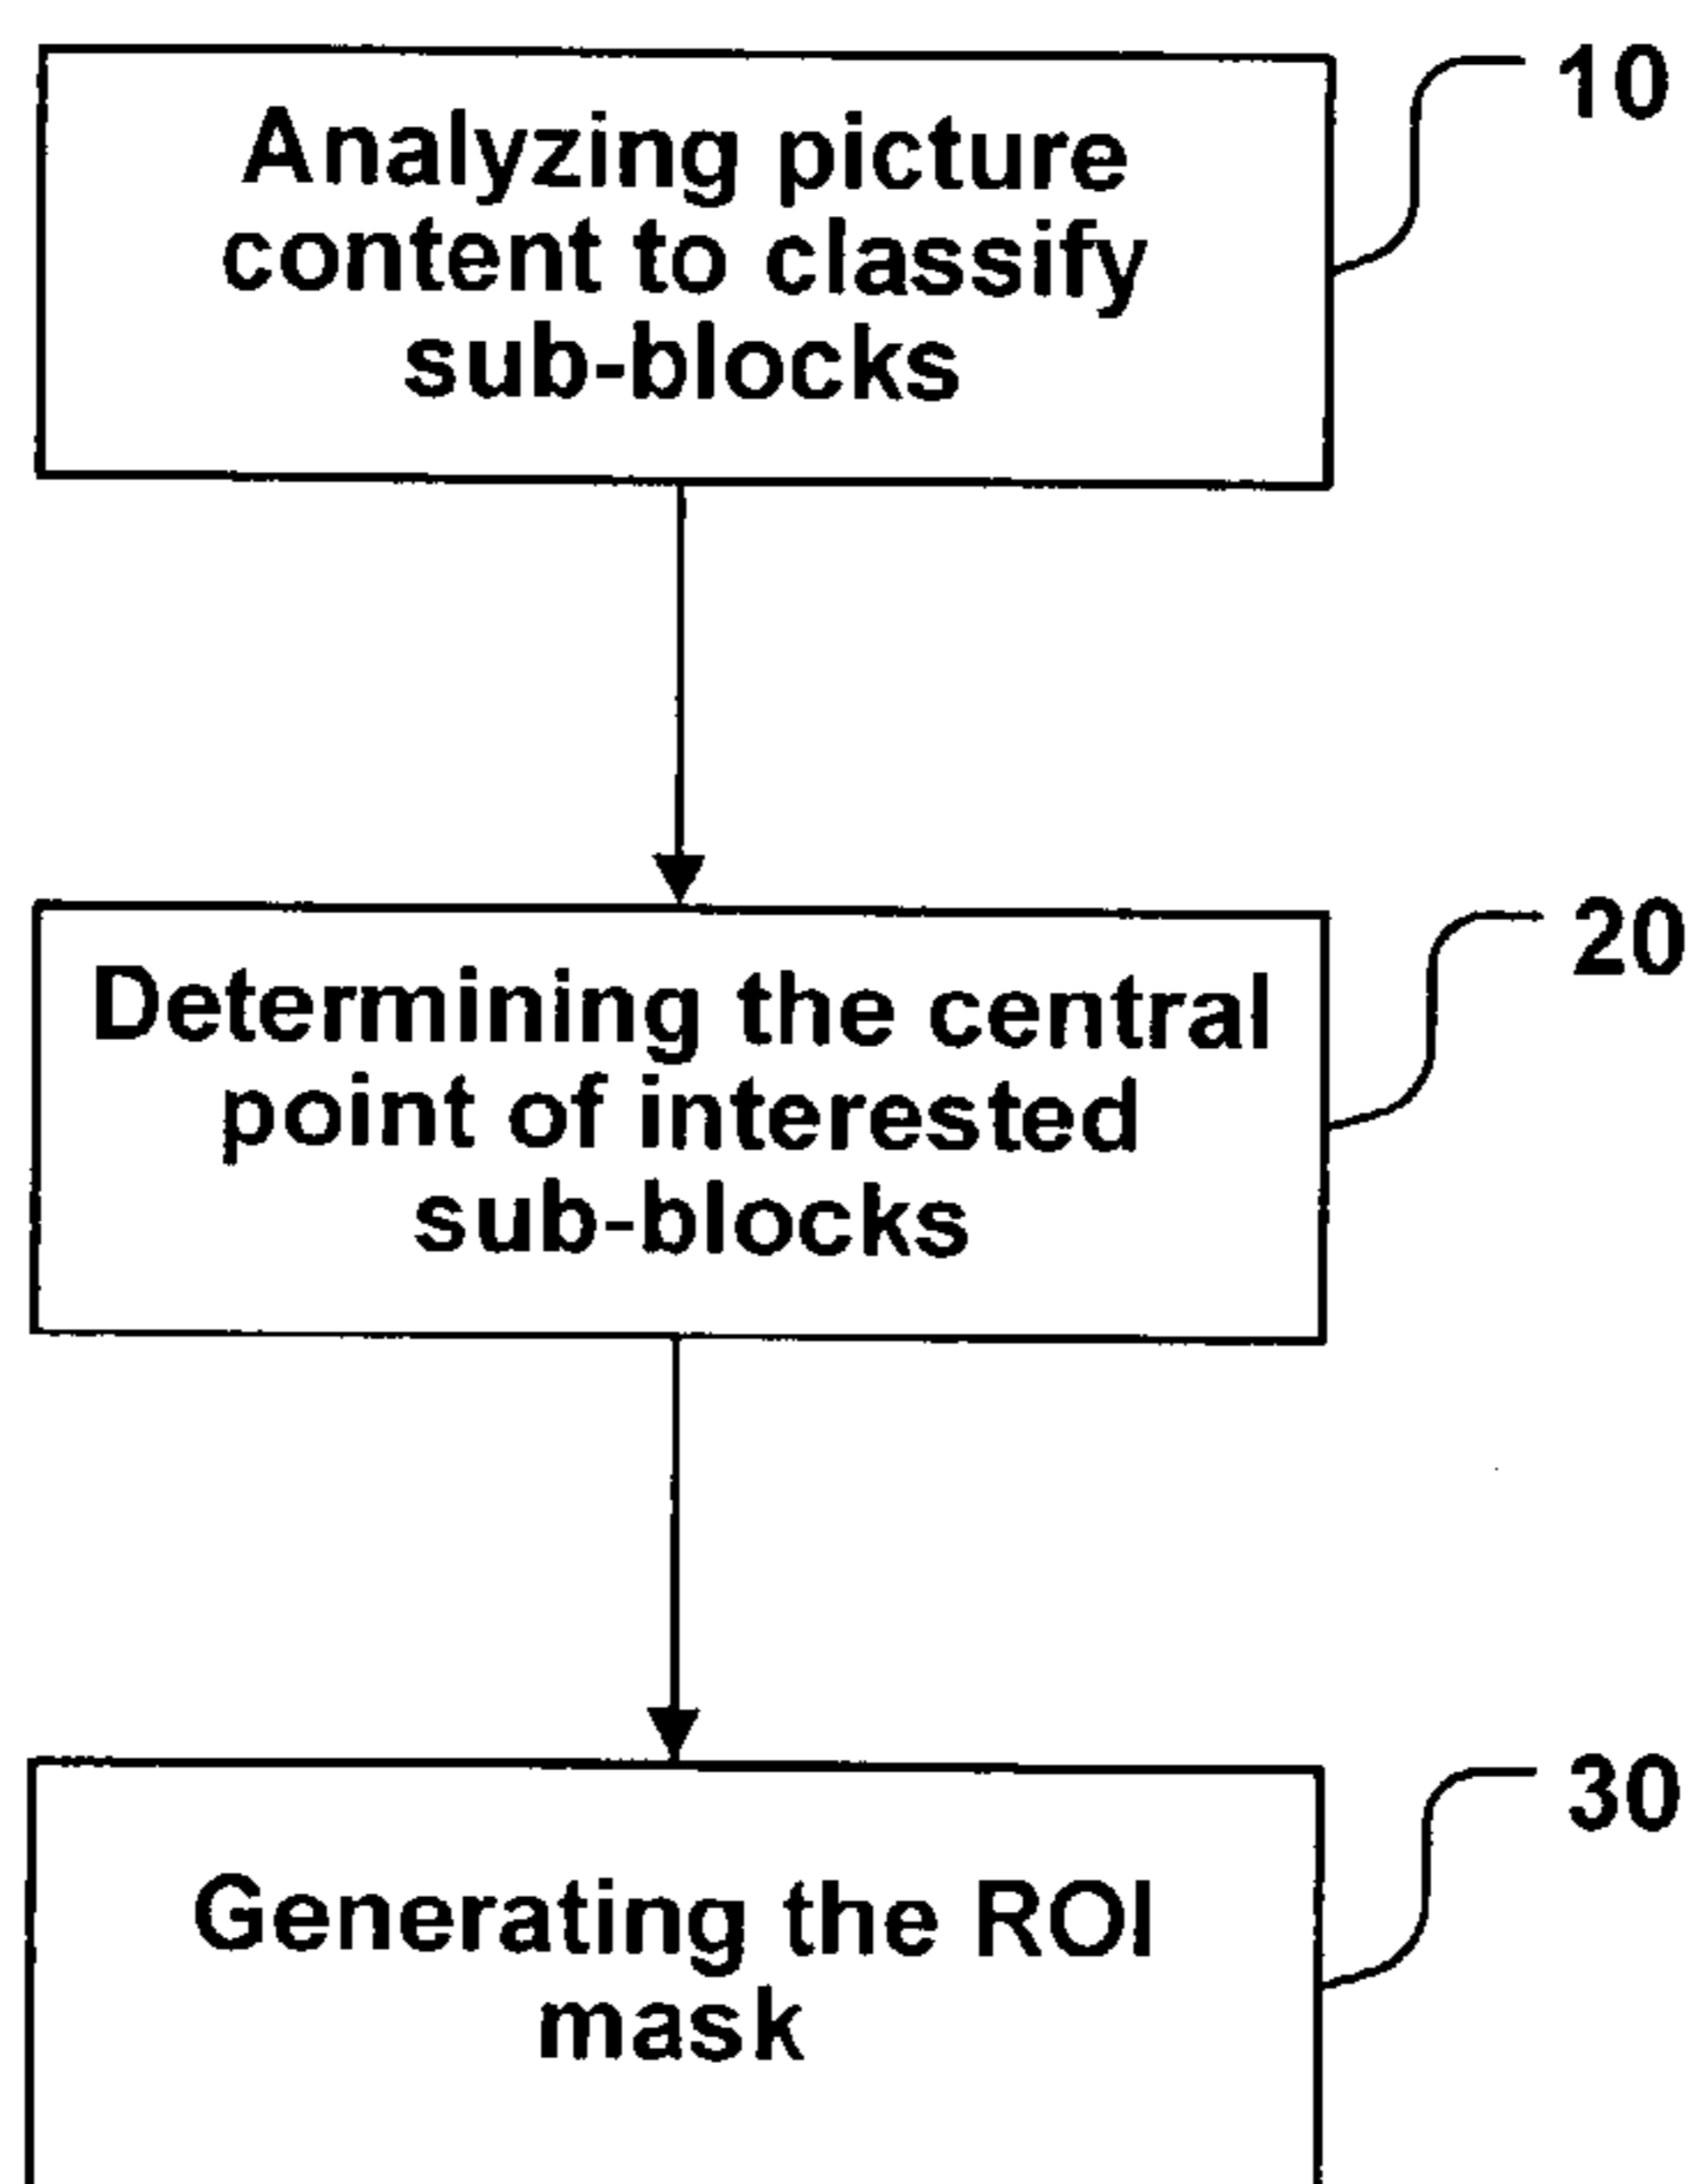 10
Analyzing picture
content to classify
sub-blocks
20
Determining the central
point of interested
sub-blocks
30
Generating the ROI
mask